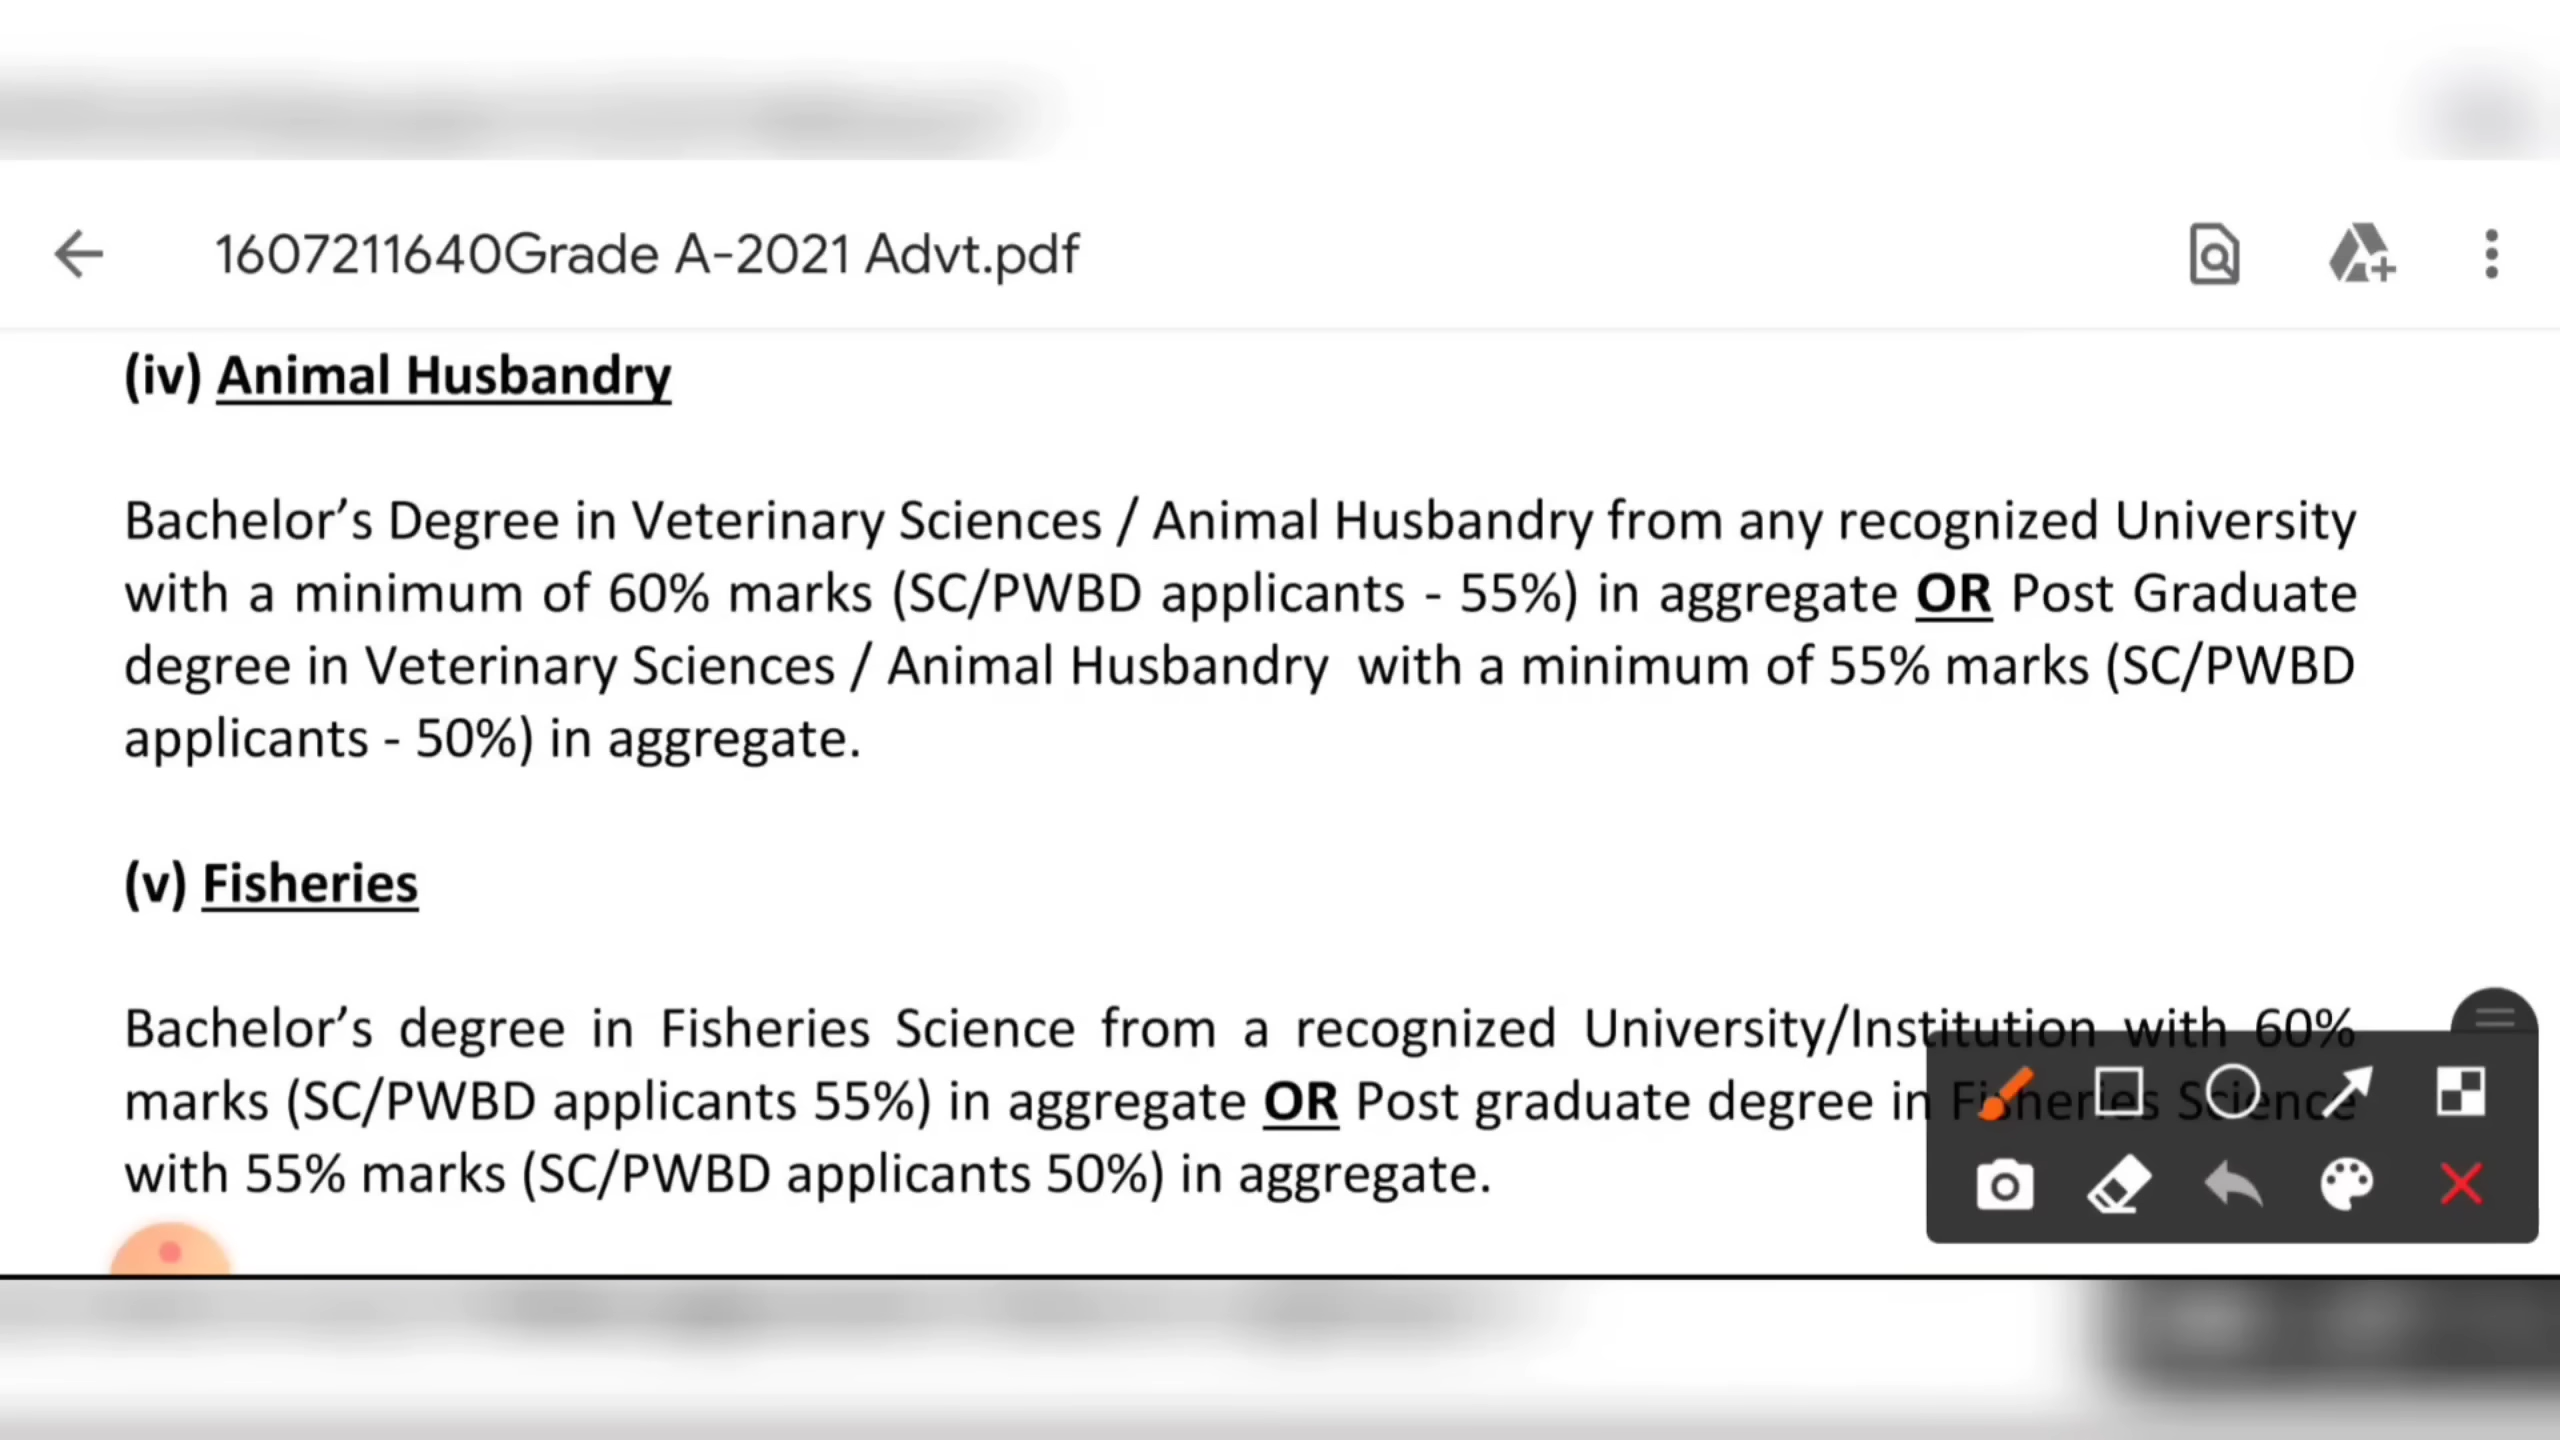 1607211640Grade A-2021 Advt.pdf
(iv) Animal Husbandry
Bachelor’s Degree in Veterinary Sciences / Animal Husbandry from any recognized University
with a minimum of 60% marks (SC/PWBD applicants - 55%) in aggregate OR Post Graduate
degree in Veterinary Sciences / Animal Husbandry with a minimum of 55% marks (SC/PWBD
applicants - 50%) in aggregate.
(v) Fisheries
Bachelor’s degree in Fisheries Science from a recognized University/Institution with 60%
marks (SC/PWBD applicants 55%) in aggregate OR Post graduate degree in Fisheries Science
with 55% marks (SC/PWBD applicants 50%) in aggregate.